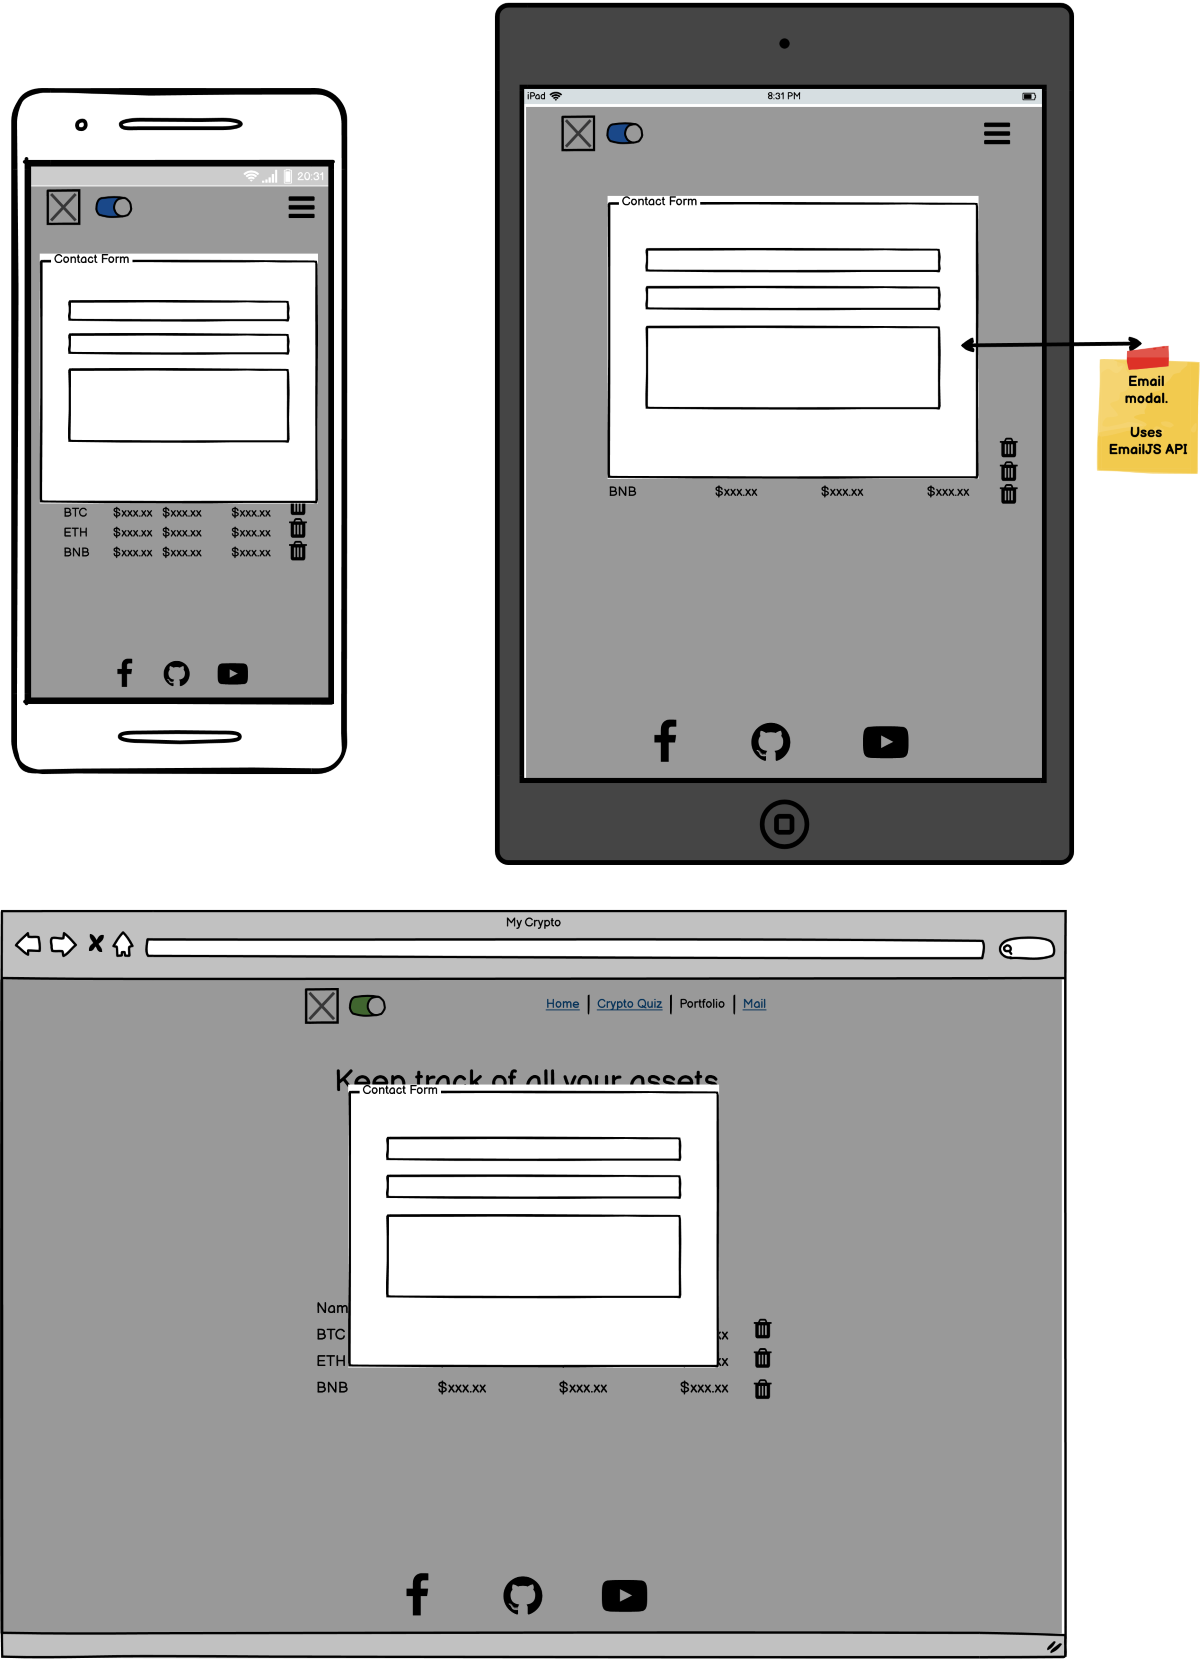 20:31
Contact Form
BTC $xxx.xx $xxx.xx $xxx.xx
ETH $xxx.xx $xxx.xx $xxx.xx
BNB $xxx.xx $xxx.xx $xxx.xx
iPad 8:31 PM
Contact Form
BNB $xxx.xx $xxx.xx $xxx.xx
Email
modal.
Uses
EmailJS API
My Crypto
Home Crypto Quiz Portfolio Mail
Keep track of all your assets
Contact Form
Nam
BTC xx
ETH xx
BNB $xxx.xx $xxx.xx $xxx.xx